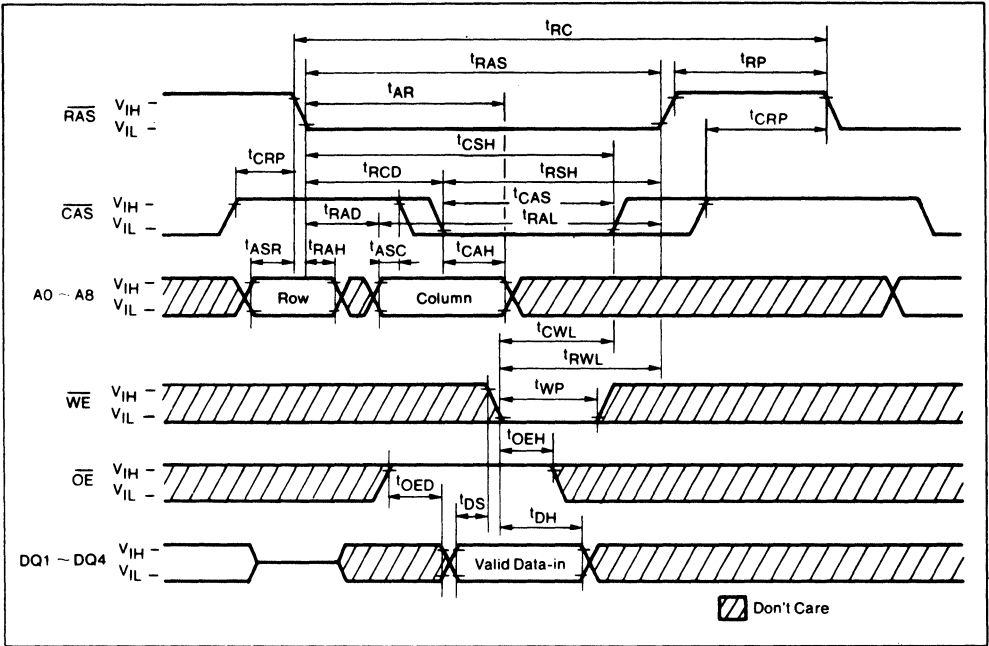 tRC
tRAS
tRP
tAR
RAS
VIH –
VIL –
tCRP
tCSH
tCRP
tRCD
tRSH
CAS
VIH –
VIL –
tCAS
tRAD
tRAL
tASR
tRAH
tASC
tCAH
A0 ~ A8
VIH –
VIL –
Row
Column
tCWL
tRWL
WE
VIH –
VIL –
tWP
tOEH
OE
VIH –
VIL –
tOED
tDS
tDH
DQ1 ~ DQ4
VIH –
VIL –
Valid Data-in
Don't Care